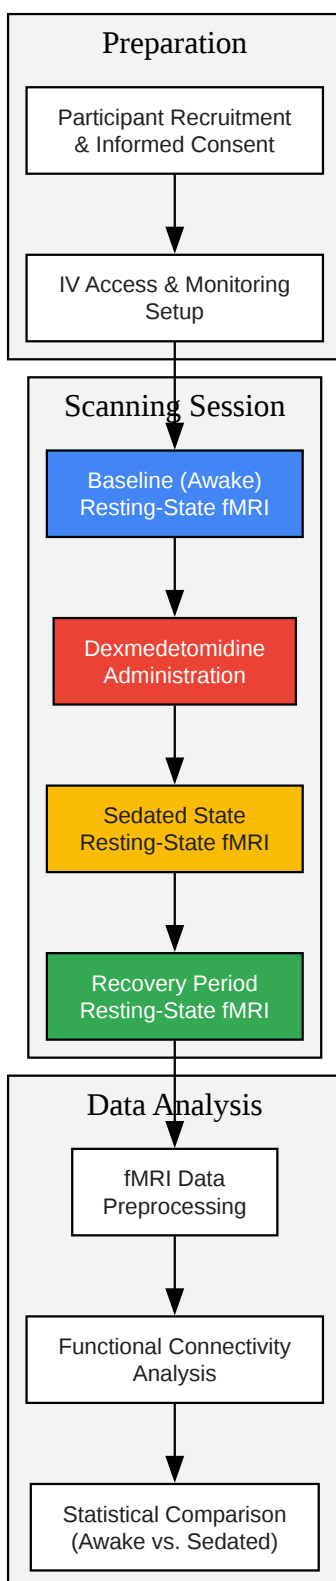 Preparation
Participant Recruitment
& Informed Consent
IV Access & Monitoring
Setup
Scanning Session
Baseline (Awake)
Resting-State fMRI
Dexmedetomidine
Administration
Sedated State
Resting-State fMRI
Recovery Period
Resting-State fMRI
Data Analysis
fMRI Data
Preprocessing
Functional Connectivity
Analysis
Statistical Comparison
(Awake vs. Sedated)